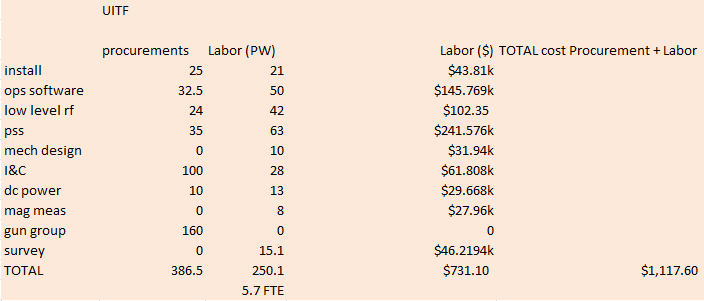 UITF
procurements Labor (PW) Labor ($) TOTAL cost Procurement + Labor
install 25 21 $43.81k
ops software 32.5 50 $145.769k
low level rf 24 42 $102.35
pss 35 63 $241.576k
mech design 0 10 $31.94k
I&C 100 28 $61.808k
dc power 10 13 $29.668k
mag meas 0 8 $27.96k
gun group 160 0 0
survey 0 15.1 $46.2194k
TOTAL 386.5 250.1 $731.10 $1,117.60
5.7 FTE